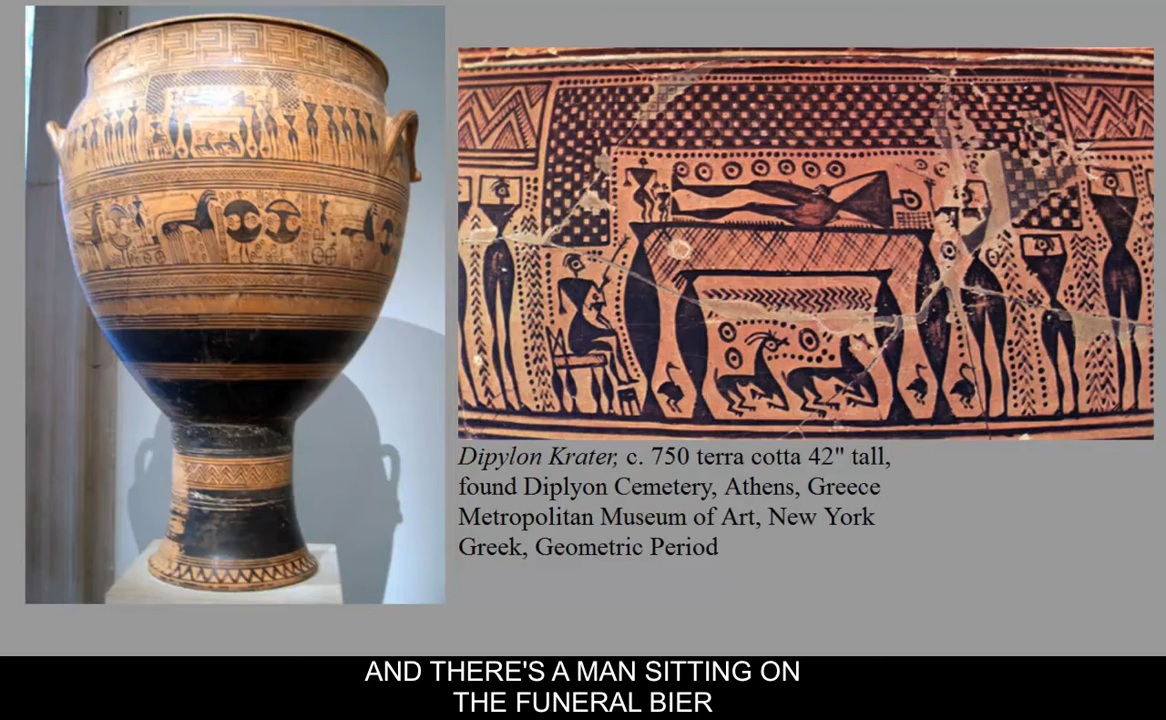 Dipylon Krater, c. 750 terra cotta 42" tall,
found Diplyon Cemetery, Athens, Greece
Metropolitan Museum of Art, New York
Greek, Geometric Period
AND THERE'S A MAN SITTING ON
THE FUNERAL BIER